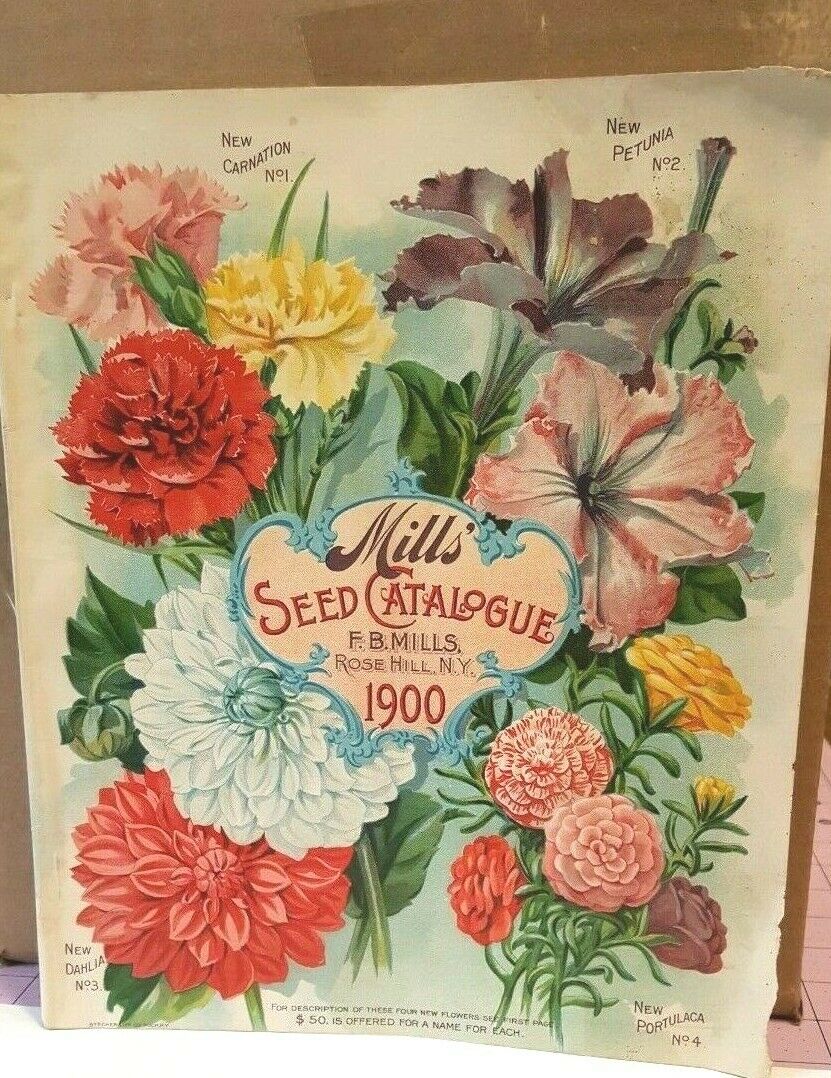 New
Carnation
No1.
New
Petunia
No2.
Mills'
Seed Catalogue
F. B. Mills,
Rose Hill, N.Y.
1900
New
Dahlia
No3.
New
Portulaca
No4
For description of these four new flowers see first page
$50. is offered for a name for each.